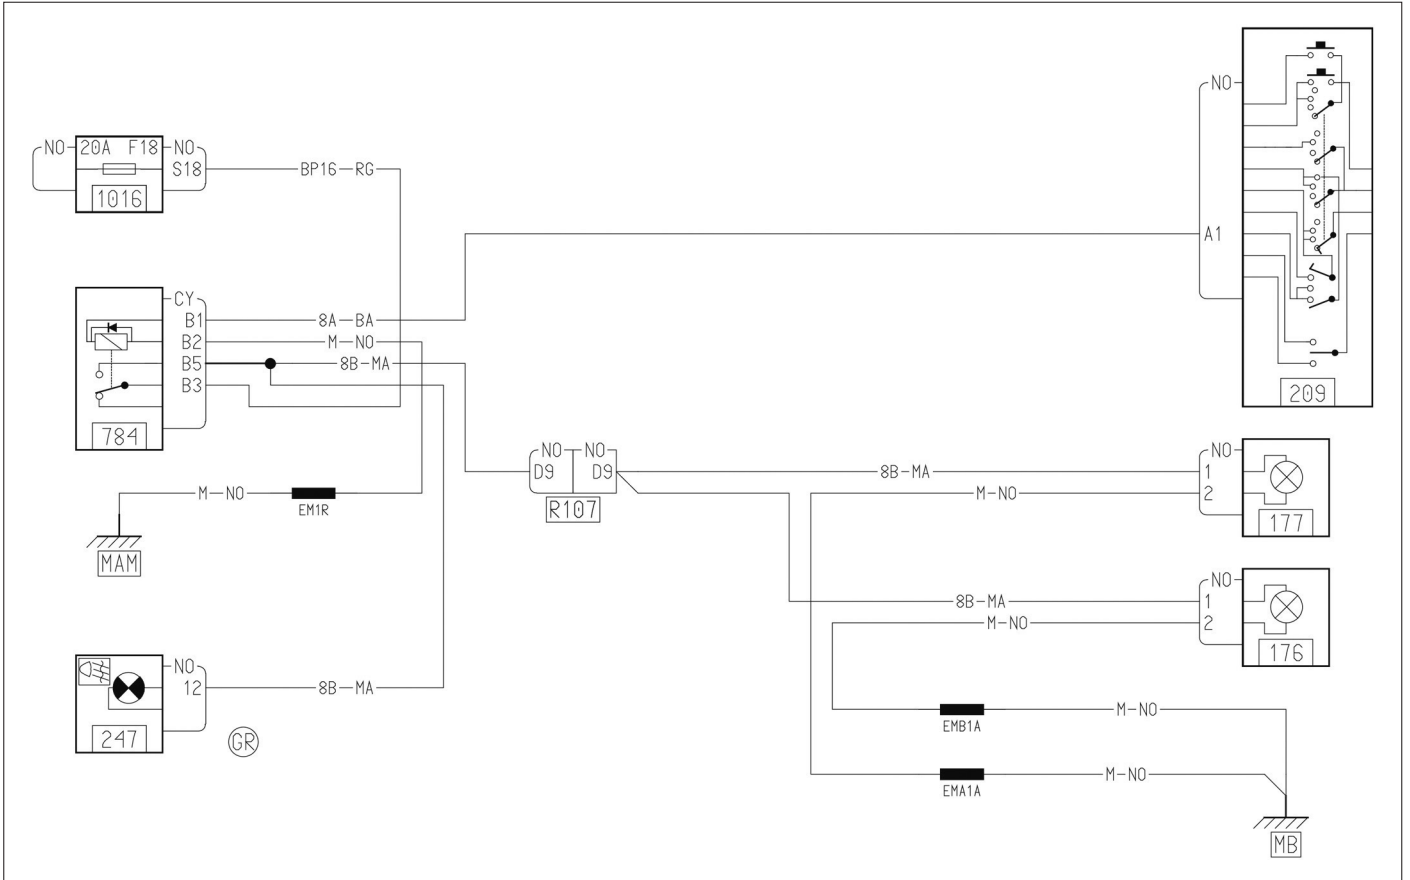 NO
NO 20A F18 NO
S18 BP16 RG
1016
A1
CY
B1 8A BA
B2 M NO
B5 8B MA
B3
209
784
NO NO NO
D9 D9 8B MA 1
M NO EM1R M NO 2
R107 177
MAM
NO
8B MA 1
M NO 2
176
NO
12 8B MA
M NO
EMB1A
247 GR
M NO
EMA1A
MB